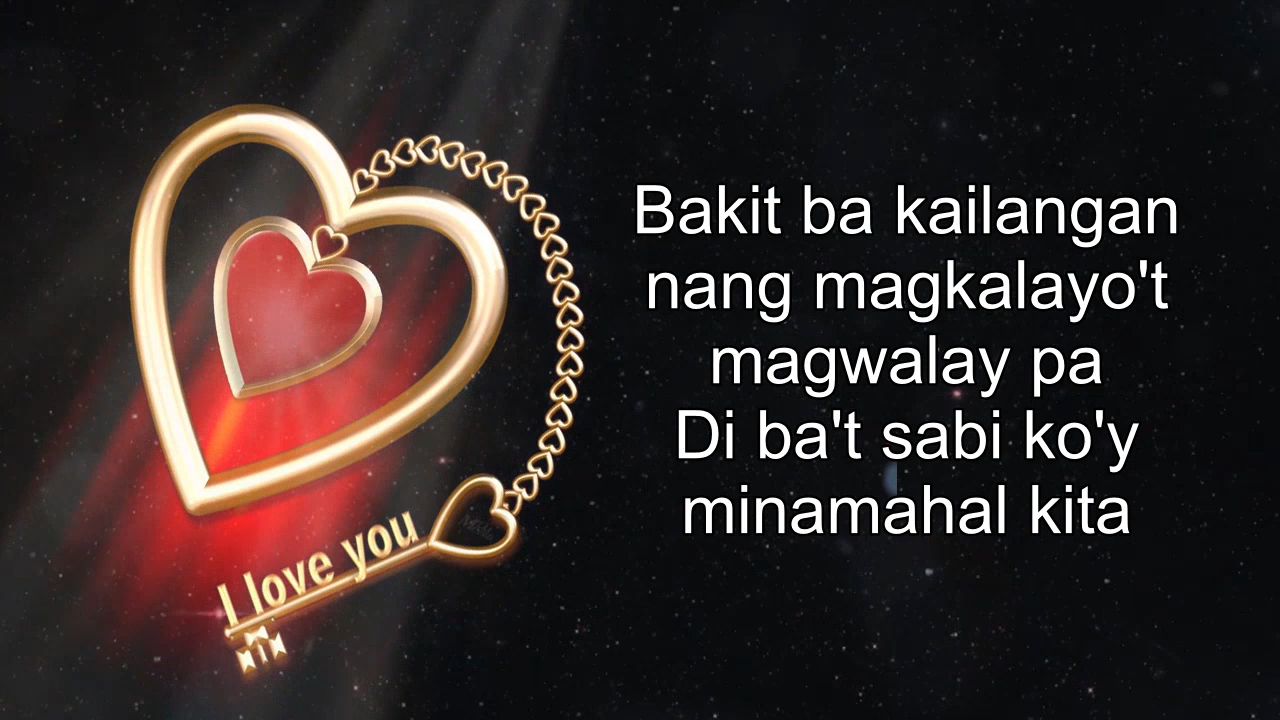 Bakit ba kailangan
nang magkalayo't
magwalay pa
Di ba't sabi ko'y
minamahal kita
I love you